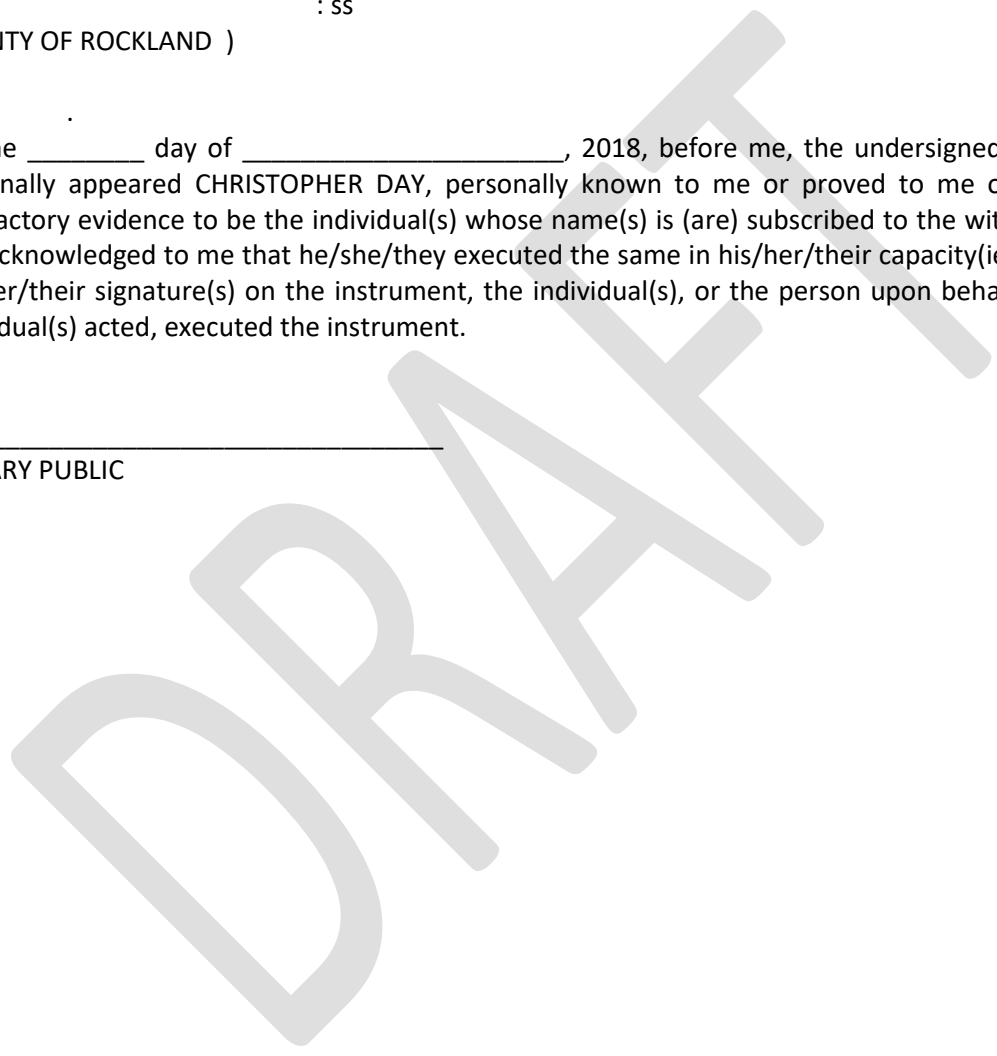 : ss
NTY OF ROCKLAND )
.
ne ________ day of ______________________, 2018, before me, the undersigned
nally appeared CHRISTOPHER DAY, personally known to me or proved to me o
actory evidence to be the individual(s) whose name(s) is (are) subscribed to the wit
cknowledged to me that he/she/they executed the same in his/her/their capacity(ie
er/their signature(s) on the instrument, the individual(s), or the person upon beha
dual(s) acted, executed the instrument.
_______________________________
ARY PUBLIC
DRAFT